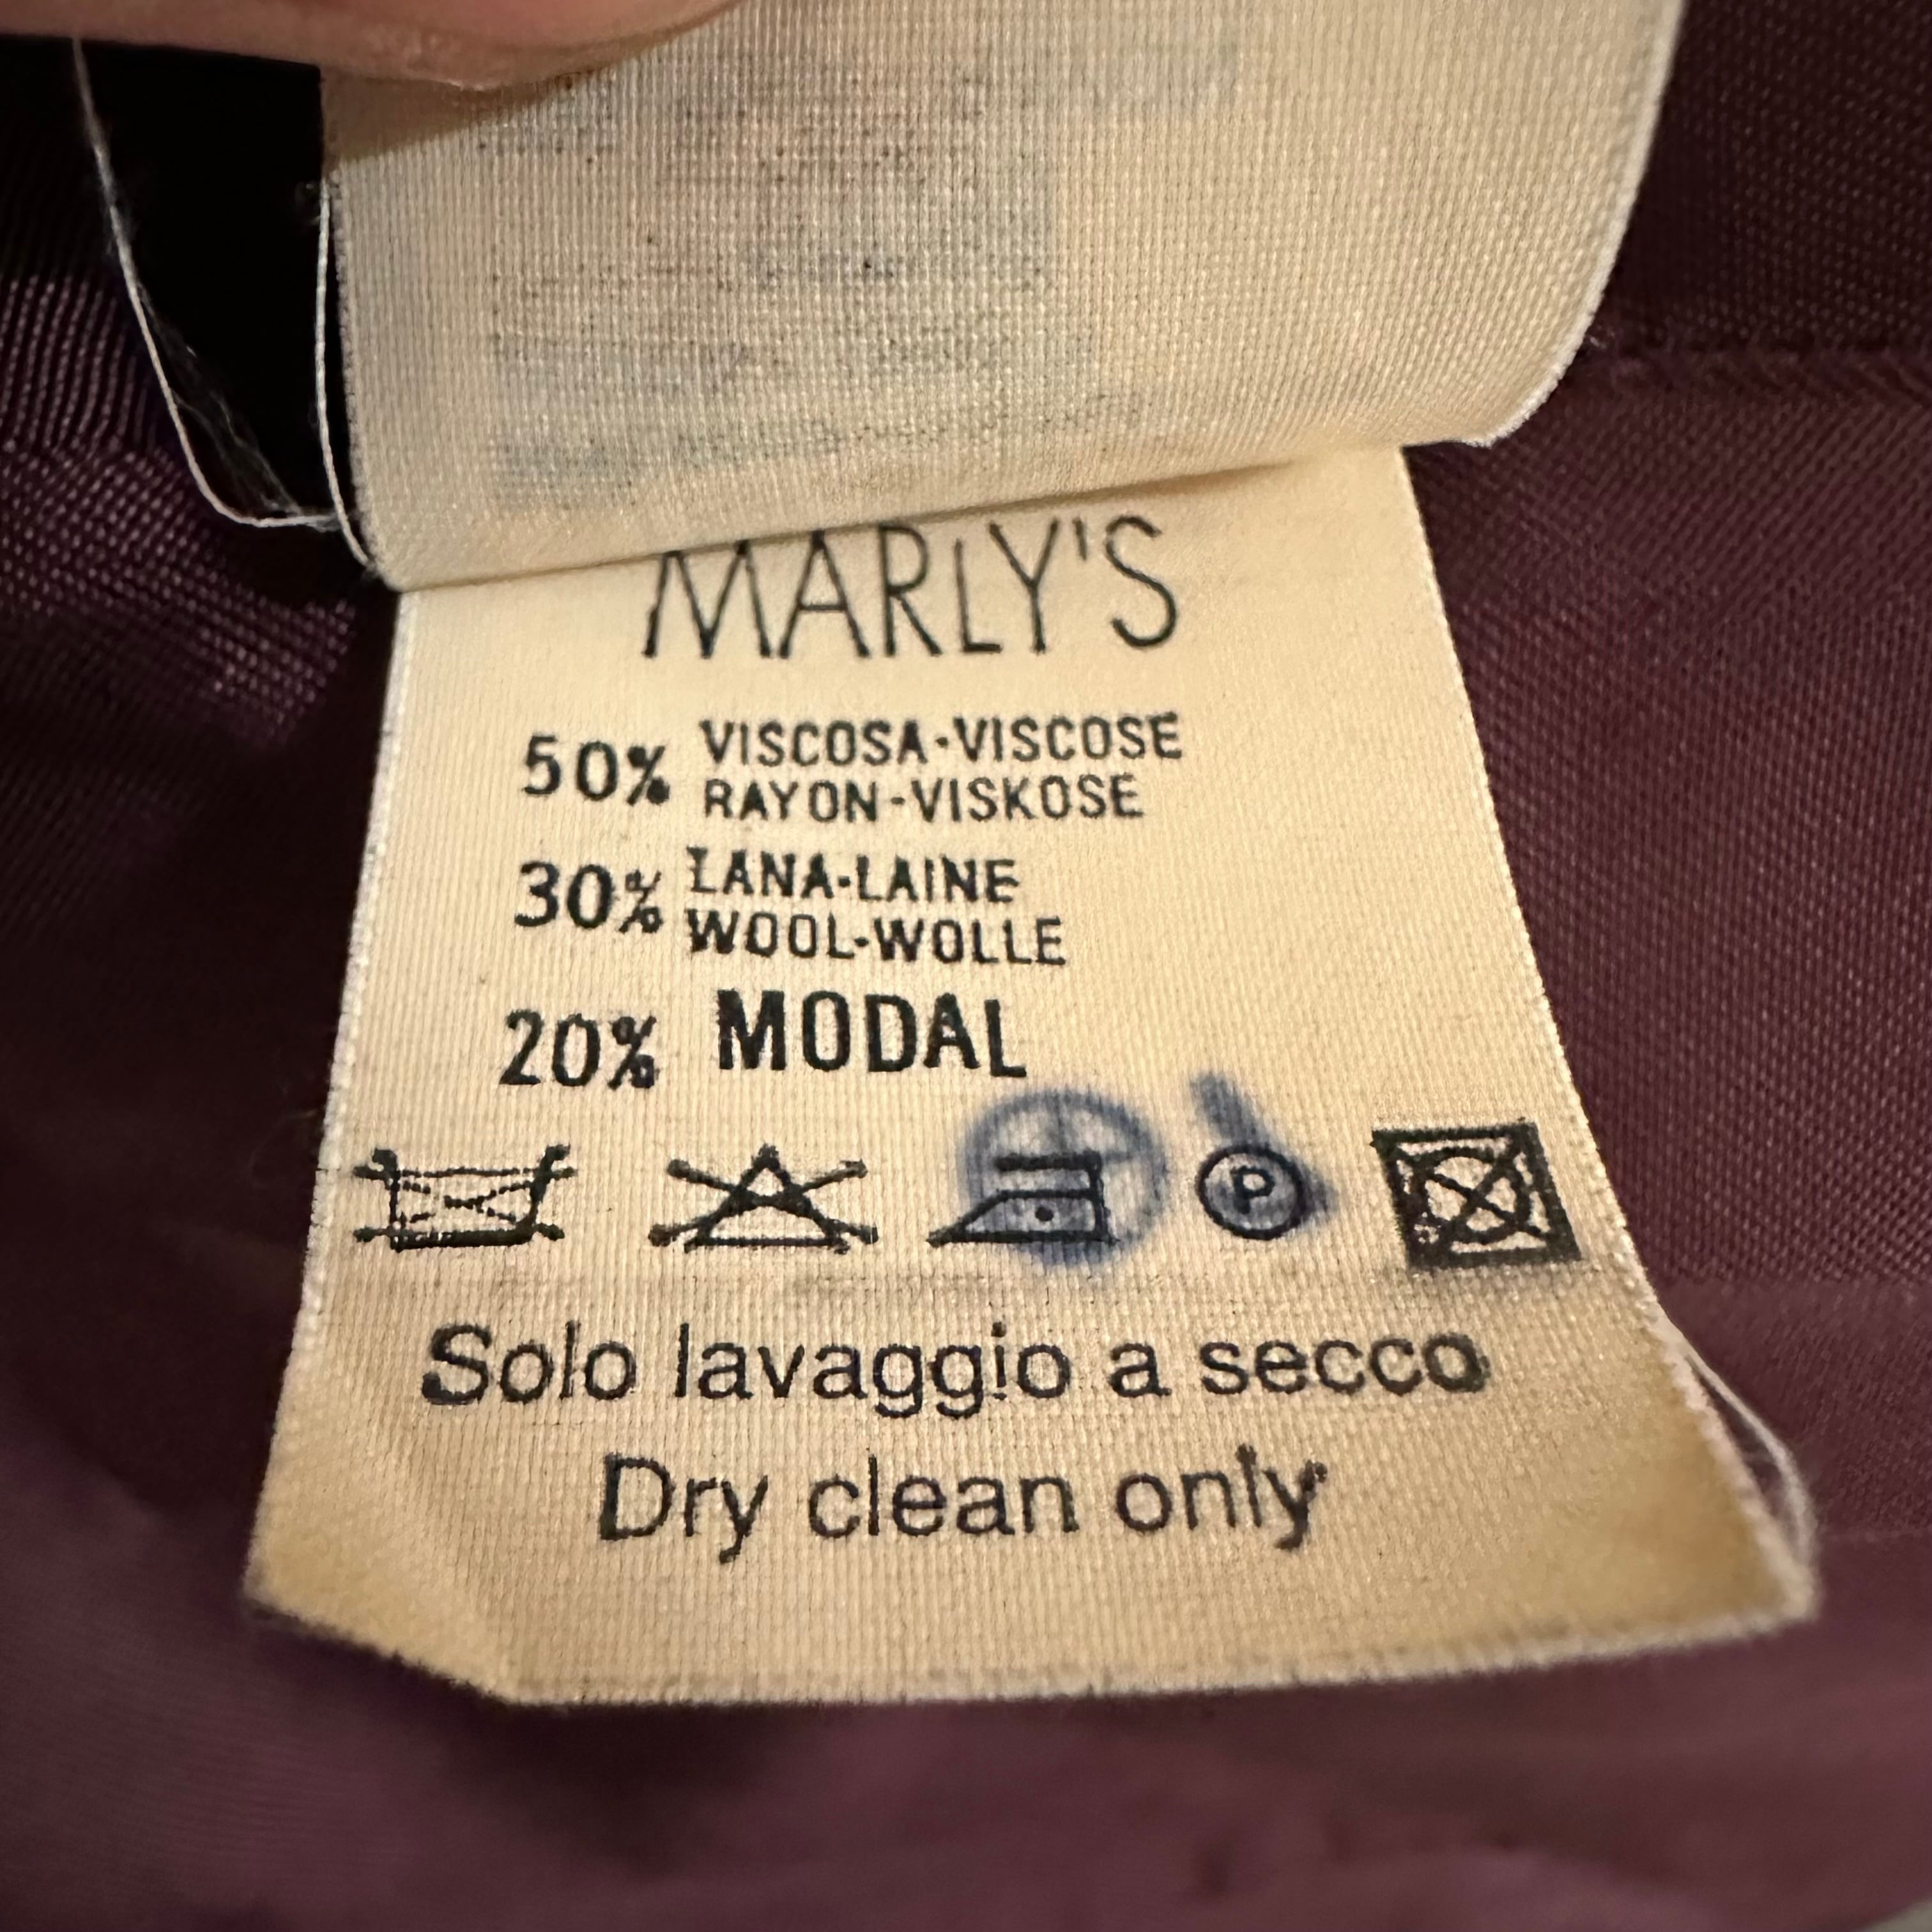 MARLY'S
50% VISCOSA-VISCOSE
RAYON-VISKOSE
30% LANA-LAINE
WOOL-WOLLE
20% MODAL
P
Solo lavaggio a secco
Dry clean only